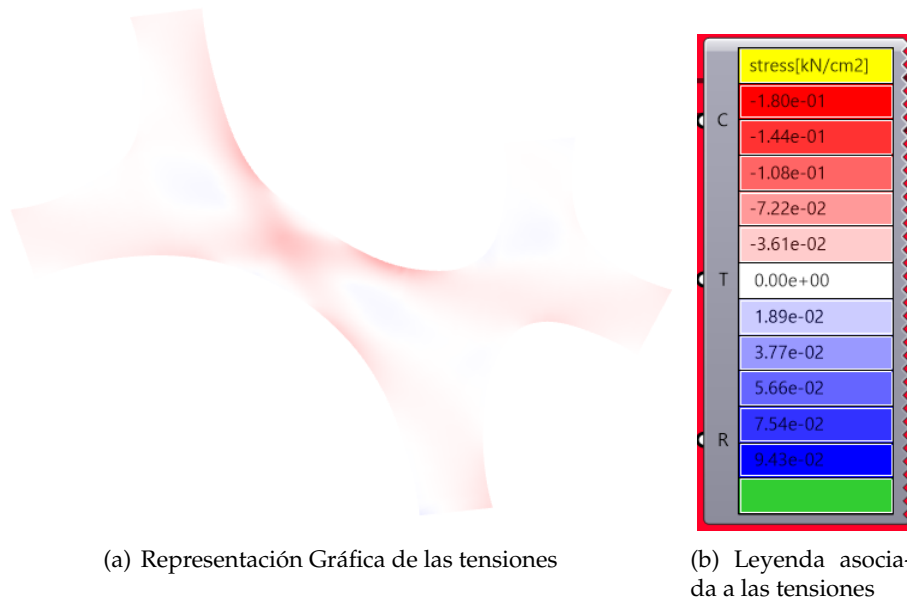 stress[kN/cm2]
-1.80e-01
C
-1.44e-01
-1.08e-01
-7.22e-02
-3.61e-02
T
0.00e+00
1.89e-02
3.77e-02
5.66e-02
7.54e-02
R
9.43e-02
(a) Representación Gráfica de las tensiones
(b) Leyenda asocia-
da a las tensiones